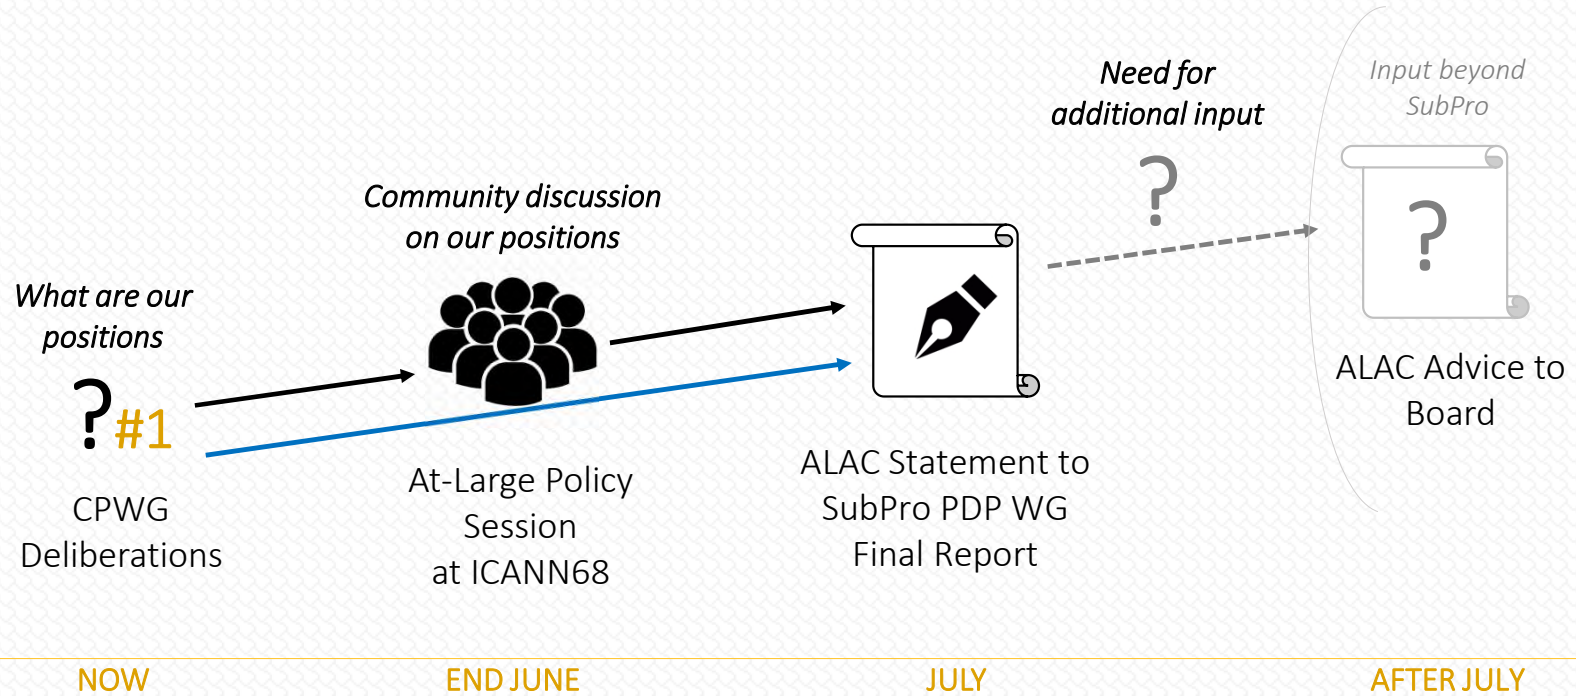 What are our
positions
?#1
CPWG
Deliberations
Community discussion
on our positions
At-Large Policy
Session
at ICANN68
ALAC Statement to
SubPro PDP WG
Final Report
Need for
additional input
?
Input beyond
SubPro
?
ALAC Advice to
Board
NOW
END JUNE
JULY
AFTER JULY